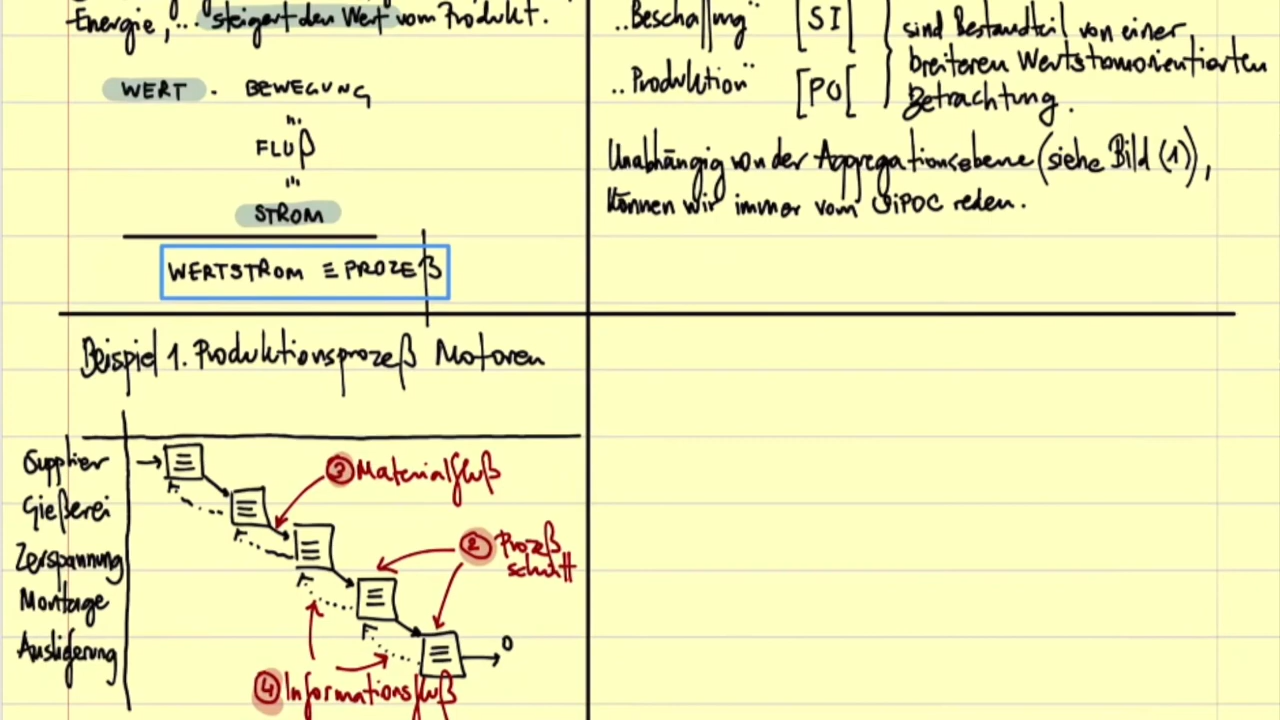 Energie,... steigert den Wert vom Produkt.
WERT . BEWEGUNG
"
FLUß
"'
STROM
WERTSTROM ≡ PROZEß
..Beschaffung" [SI[
..Produktion" [PO[
sind Bestandteil von einer
breiteren Wertstromorientierten
Betrachtung.
Unabhängig von der Aggregationsebene (siehe Bild (1)),
können wir immer vom SiPOC reden.
Beispiel 1. Produktionsprozeß Motoren
Supplier
Gießerei
Zerspannung
Montage
Ausliferung
③ Materialfluß
② Prozeß
schritt
④ Informationsfluß
0